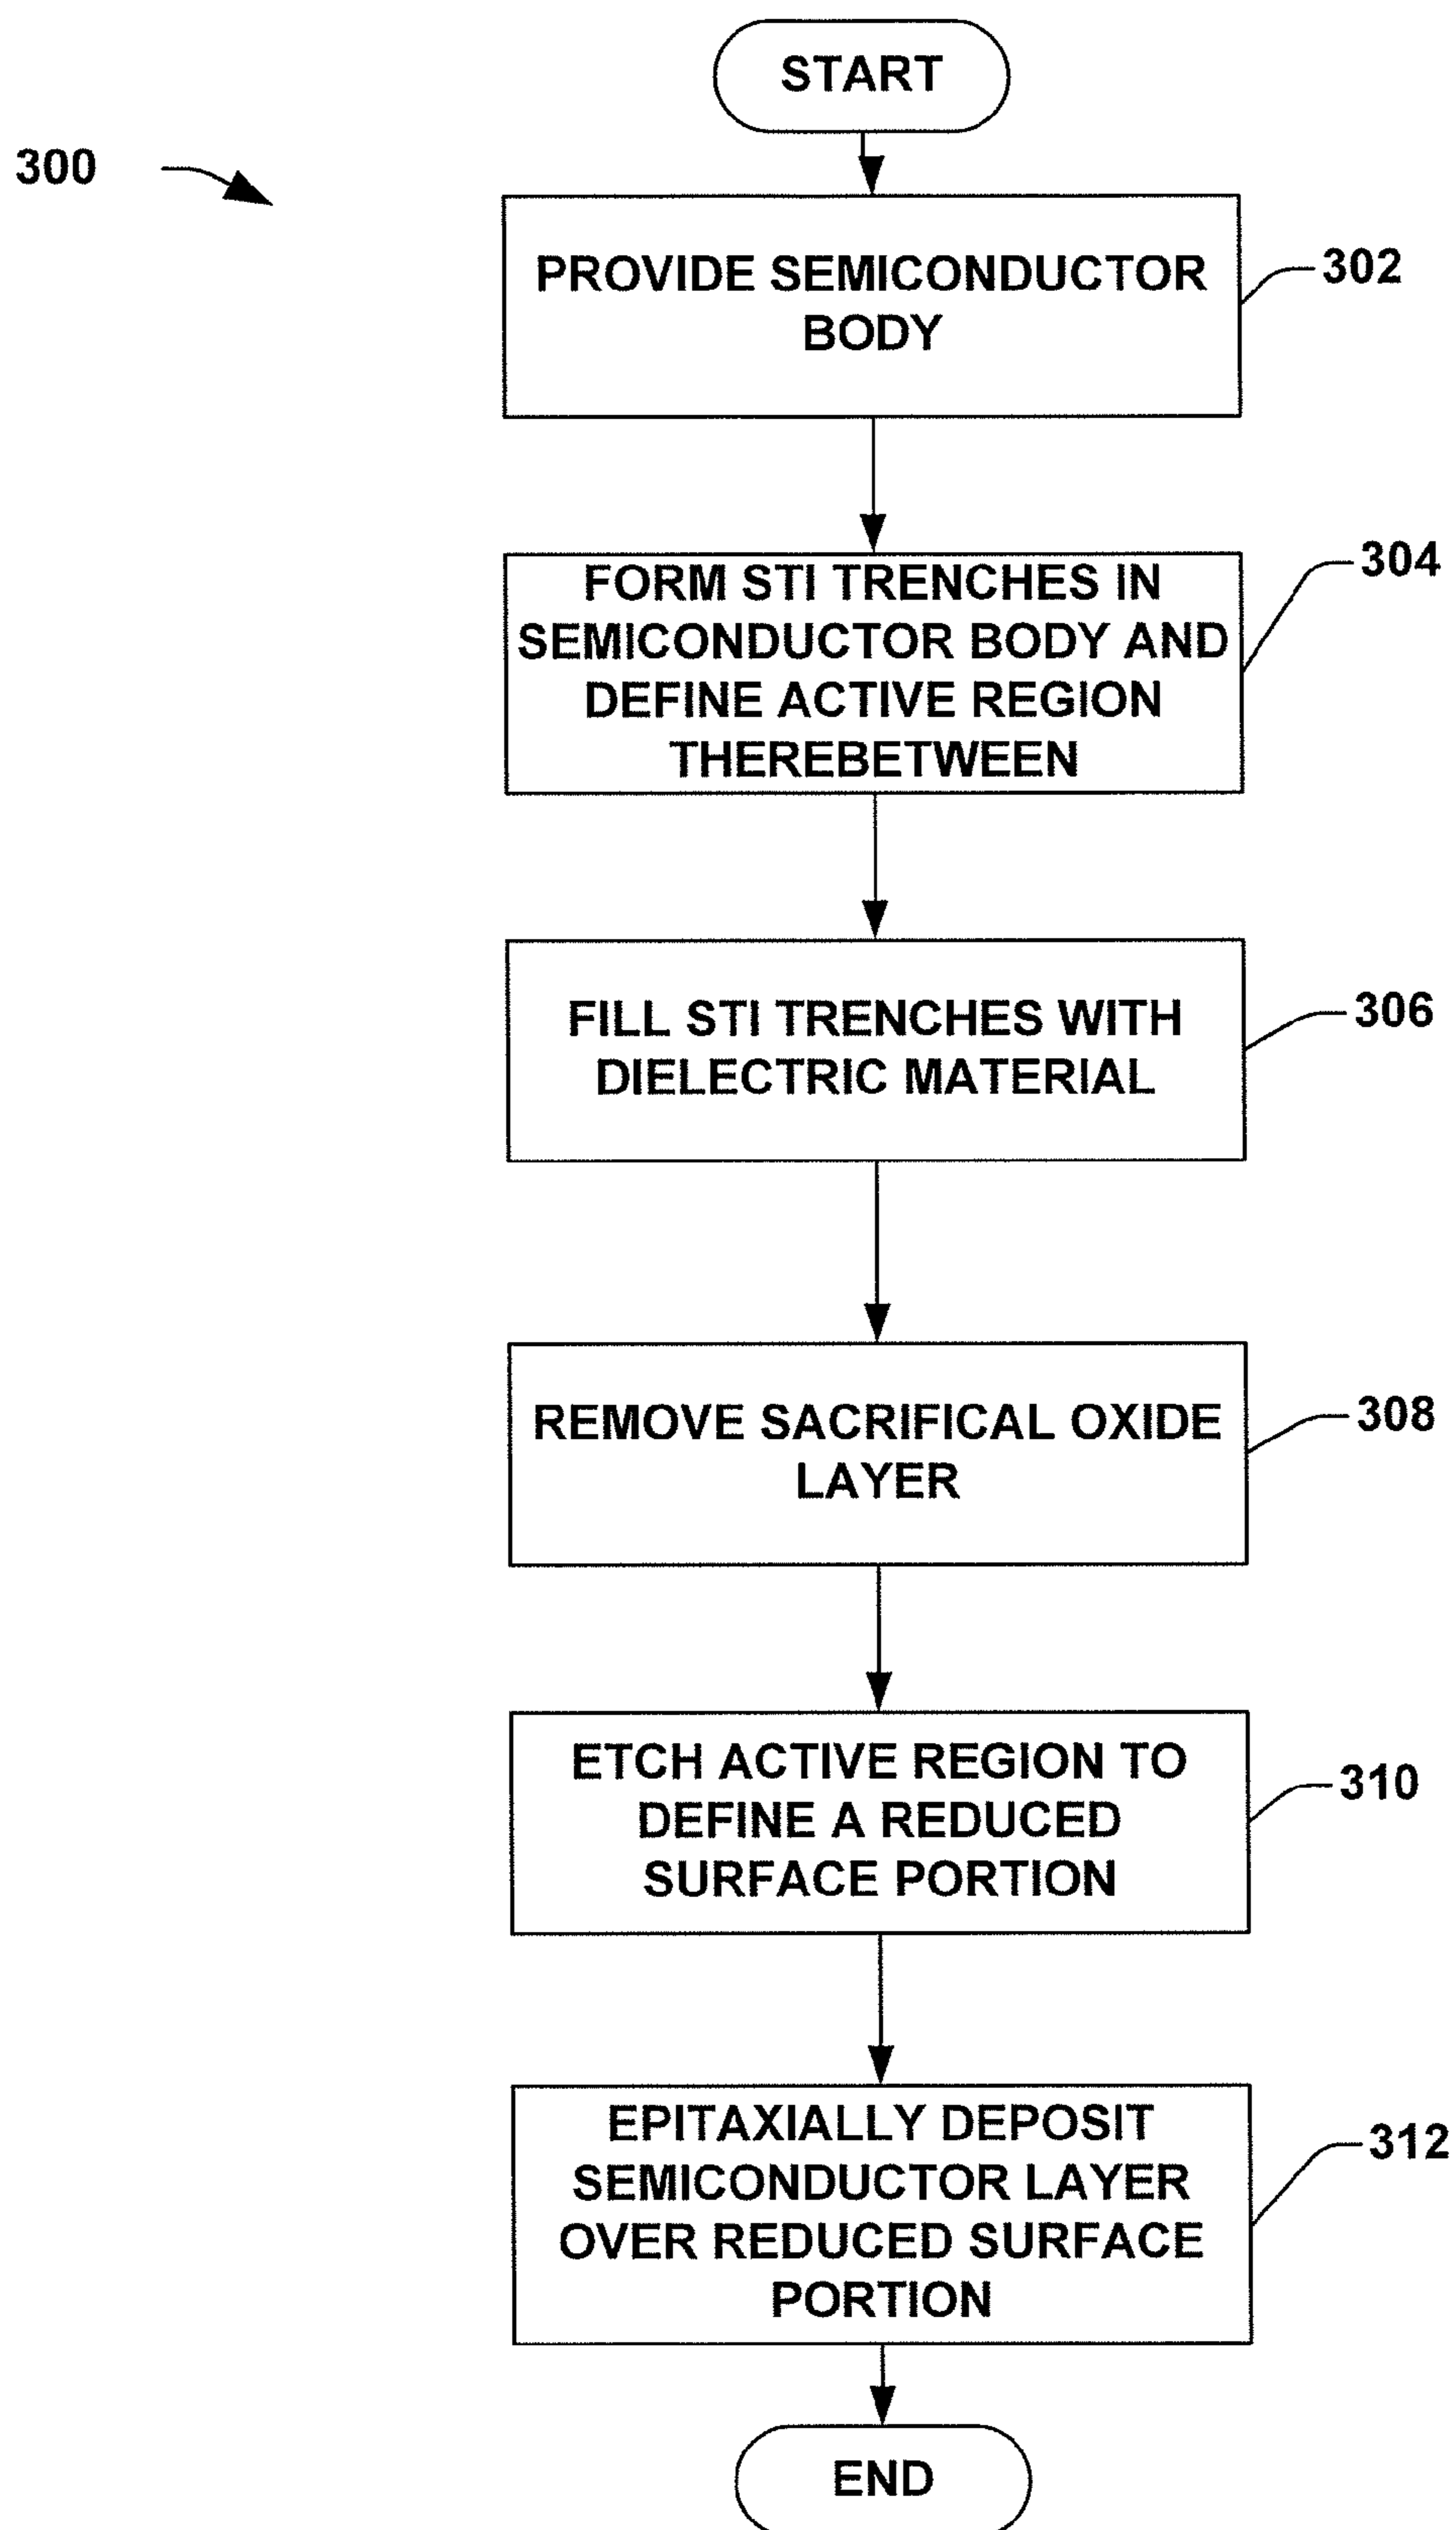 START
300
PROVIDE SEMICONDUCTOR
BODY
302
FORM STI TRENCHES IN
SEMICONDUCTOR BODY AND
DEFINE ACTIVE REGION
THEREBETWEEN
304
FILL STI TRENCHES WITH
DIELECTRIC MATERIAL
306
REMOVE SACRIFICAL OXIDE
LAYER
308
ETCH ACTIVE REGION TO
DEFINE A REDUCED
SURFACE PORTION
310
EPITAXIALLY DEPOSIT
SEMICONDUCTOR LAYER
OVER REDUCED SURFACE
PORTION
312
END